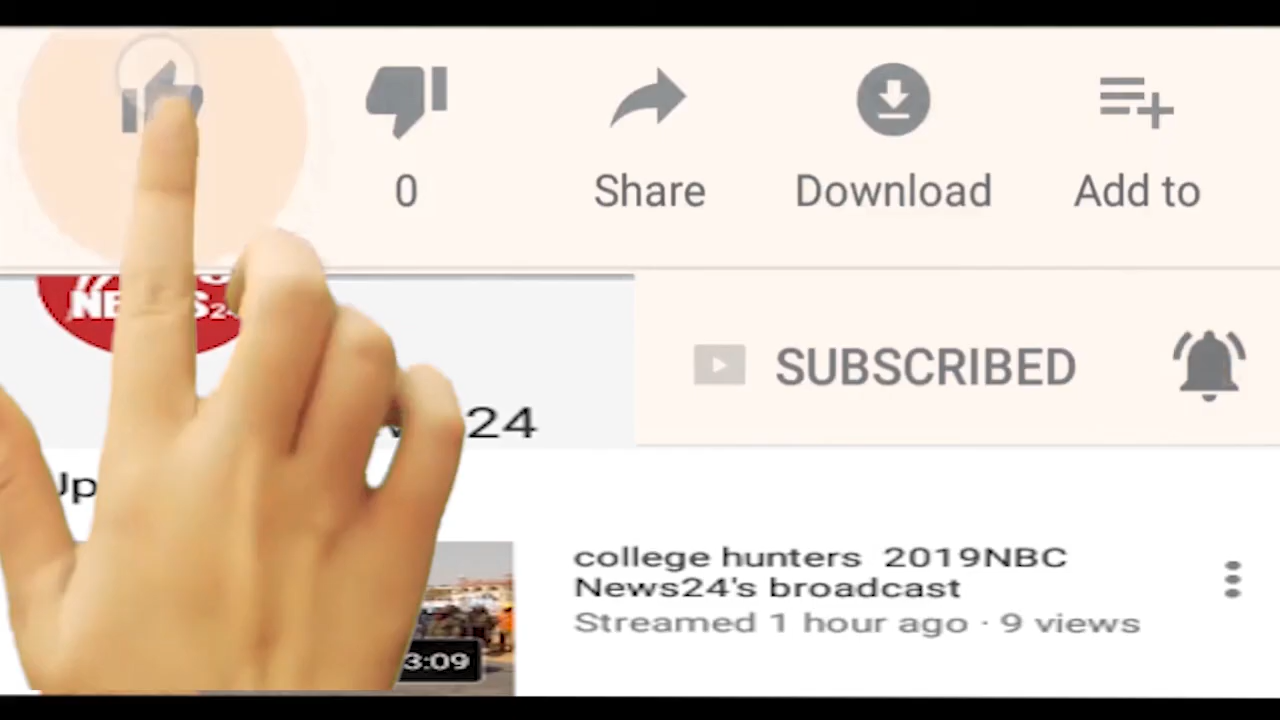 0
Share
Download
Add to
SUBSCRIBED
24
Up
college hunters 2019NBC
News24's broadcast
Streamed 1 hour ago · 9 views
3:09